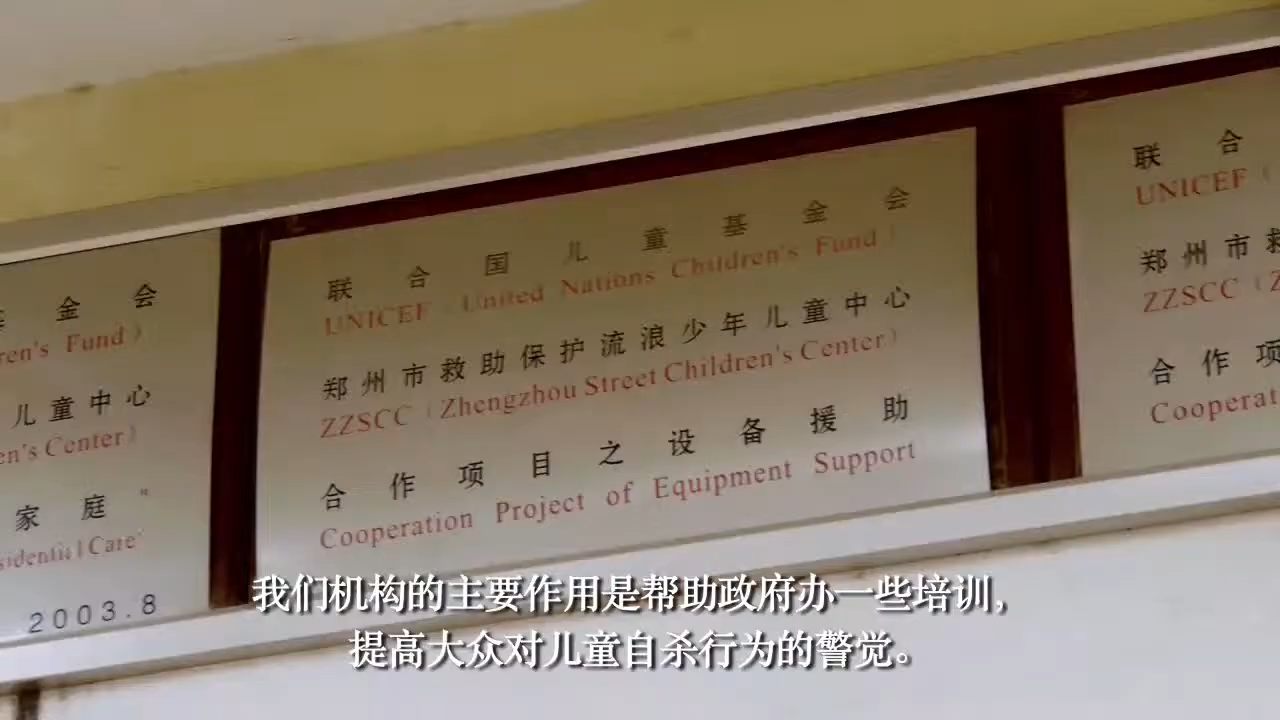 基金会
ren's Fund）
儿童中心
en's Center）
家庭"
sidential Care"
2003.8
联合国儿童基金会
UNICEF（United Nations Children's Fund）
郑州市救助保护流浪少年儿童中心
ZZSCC（Zhengzhou Street Children's Center）
合作项目之设备援助
Cooperation Project of Equipment Support
联合
UNICEF（
郑州市救
ZZSCC（Z
合作项
Cooperat
我们机构的主要作用是帮助政府办一些培训，
提高大众对儿童自杀行为的警觉。